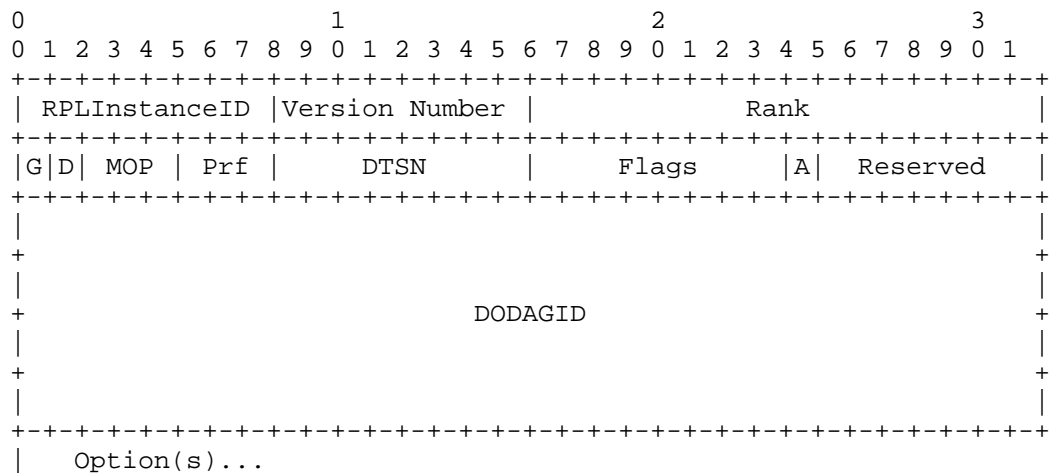 0                   1                   2                   3
0 1 2 3 4 5 6 7 8 9 0 1 2 3 4 5 6 7 8 9 0 1 2 3 4 5 6 7 8 9 0 1
+-+-+-+-+-+-+-+-+-+-+-+-+-+-+-+-+-+-+-+-+-+-+-+-+-+-+-+-+-+-+-+-+
| RPLInstanceID |Version Number |             Rank              |
+-+-+-+-+-+-+-+-+-+-+-+-+-+-+-+-+-+-+-+-+-+-+-+-+-+-+-+-+-+-+-+-+
|G|D| MOP | Prf |     DTSN      |     Flags     |A|  Reserved   |
+-+-+-+-+-+-+-+-+-+-+-+-+-+-+-+-+-+-+-+-+-+-+-+-+-+-+-+-+-+-+-+-+
|                                                               |
+                                                               +
|                                                               |
+                            DODAGID                            +
|                                                               |
+                                                               +
|                                                               |
+-+-+-+-+-+-+-+-+-+-+-+-+-+-+-+-+-+-+-+-+-+-+-+-+-+-+-+-+-+-+-+-+
|   Option(s)...